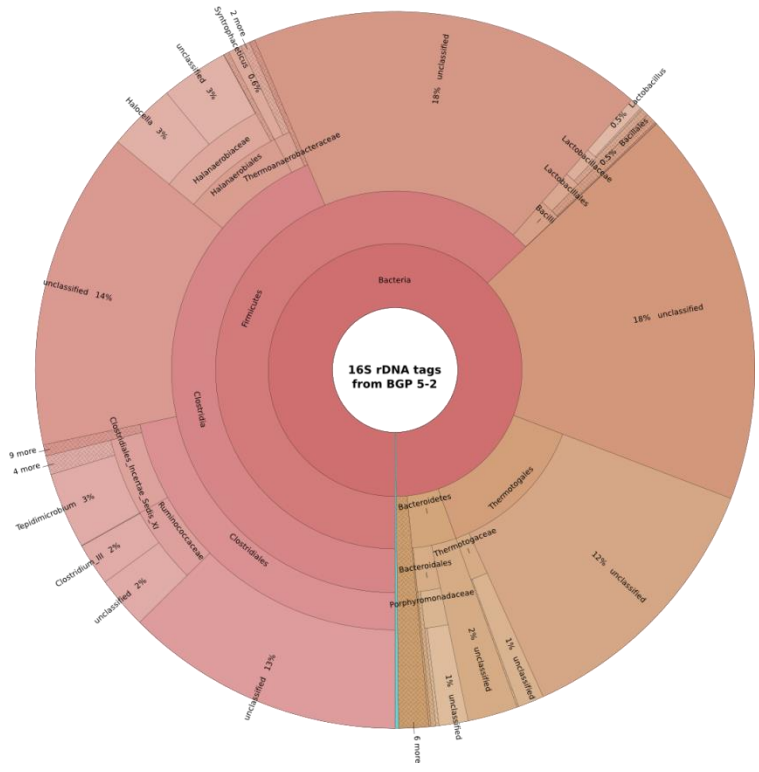 16S rDNA tags
from BGP 5-2
Bacteria
Firmicutes
Clostridia
Clostridiales
Ruminococcaceae
Clostridiales_Incertae_Sedis_XI
unclassified 13%
unclassified 2%
Clostridium_III 2%
Tepidimicrobium 3%
4 more
9 more
unclassified 14%
Halocella 3%
unclassified 3%
Halanaerobiaceae
Halanaerobiales
Thermoanaerobacteraceae
Syntrophaceticus 0.6%
2 more
18% unclassified
0.5% Lactobacillus
0.5% Bacillales
Lactobacillaceae
Lactobacillales
Bacilli
18% unclassified
Thermotogales
12% unclassified
Thermotogaceae
1% unclassified
Bacteroidetes
Bacteroidales
2% unclassified
Porphyromonadaceae
1% unclassified
6 more